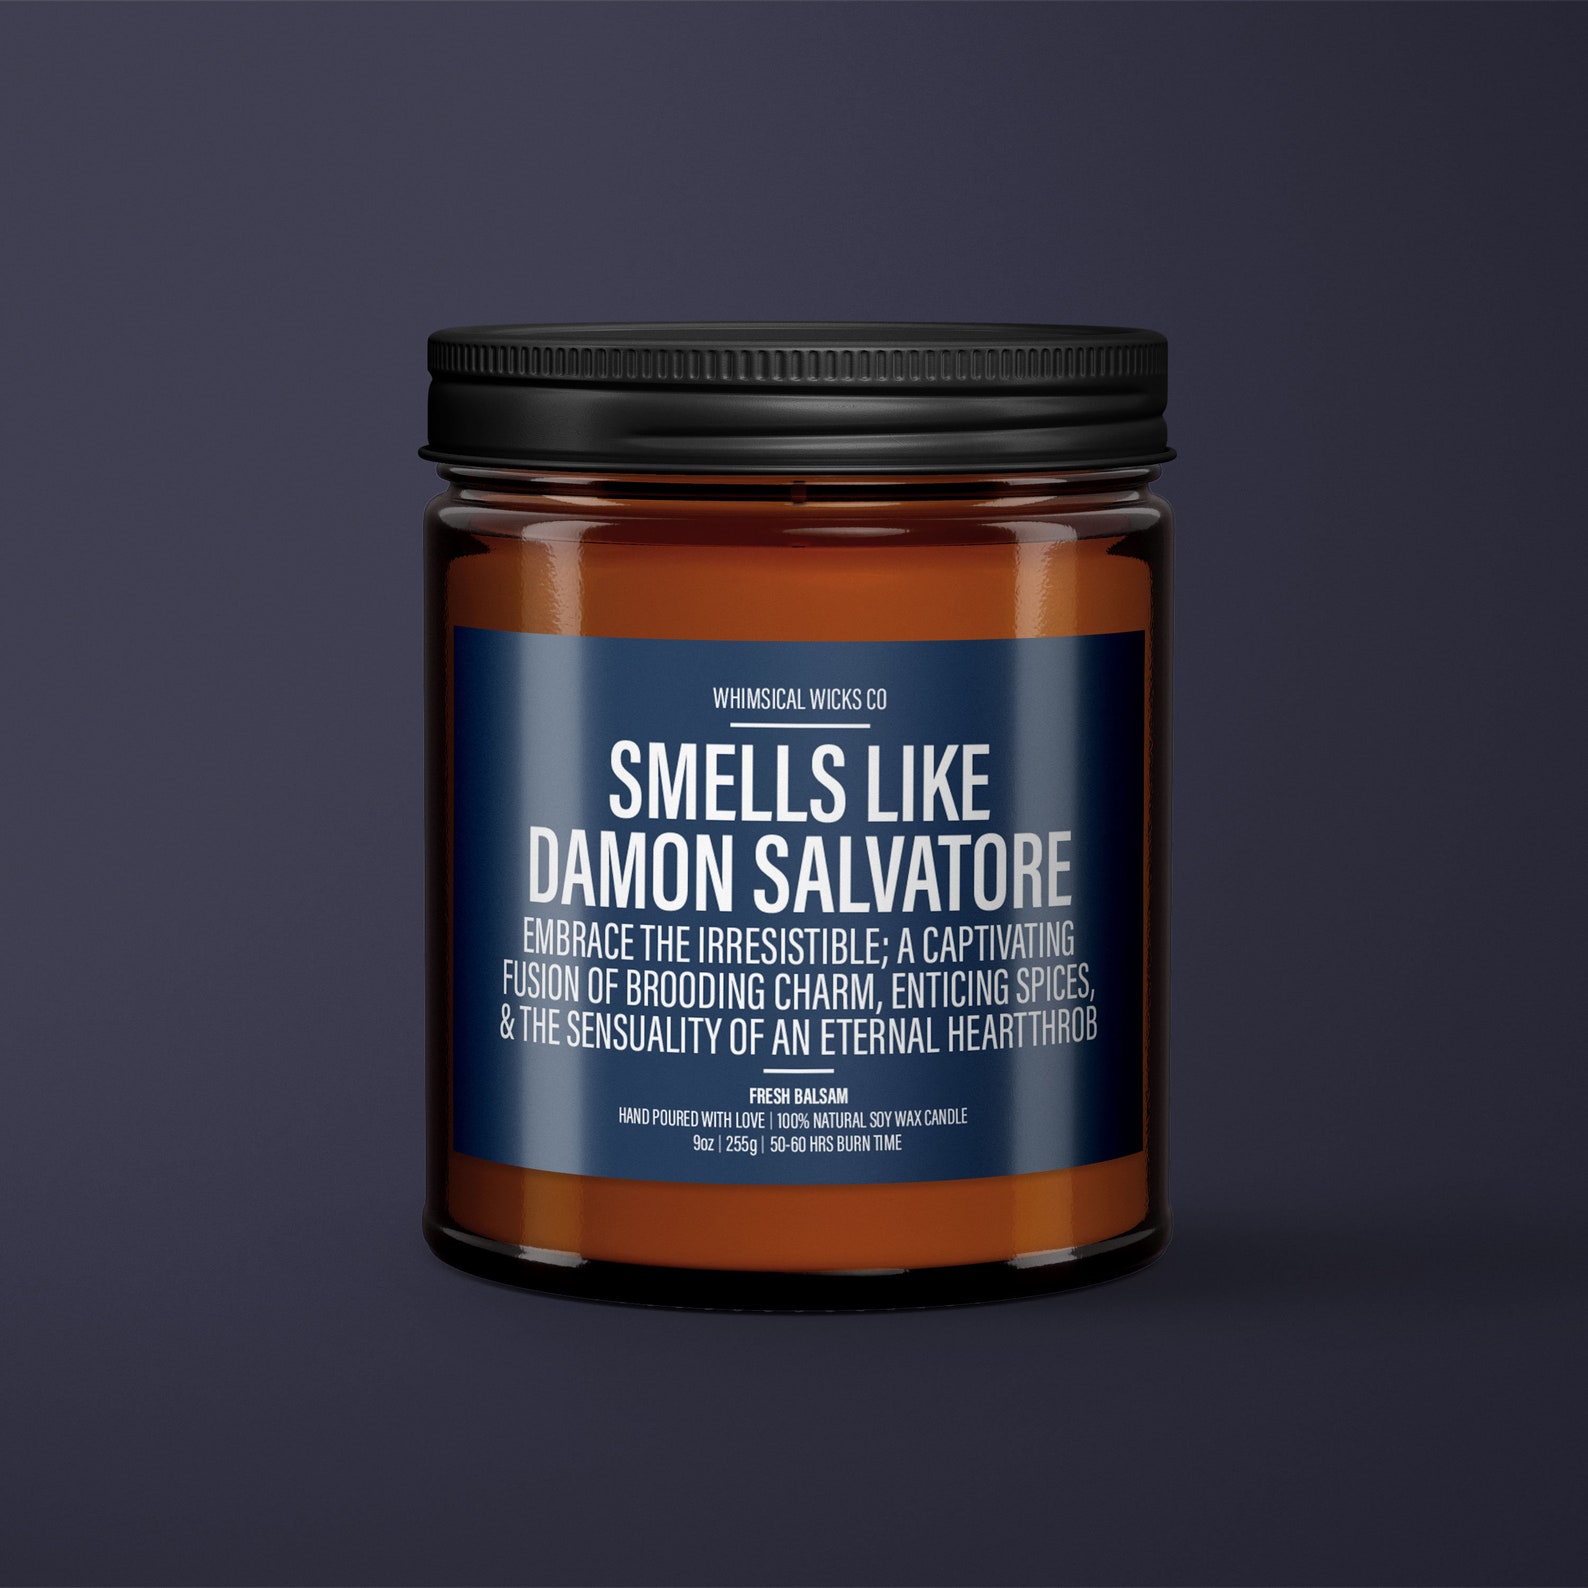 WHIMSICAL WICKS CO
SMELLS LIKE
DAMON SALVATORE
EMBRACE THE IRRESISTIBLE; A CAPTIVATING
FUSION OF BROODING CHARM, ENTICING SPICES,
& THE SENSUALITY OF AN ETERNAL HEARTTHROB
FRESH BALSAM
HAND POURED WITH LOVE | 100% NATURAL SOY WAX CANDLE
9oz | 255g | 50-60 HRS BURN TIME